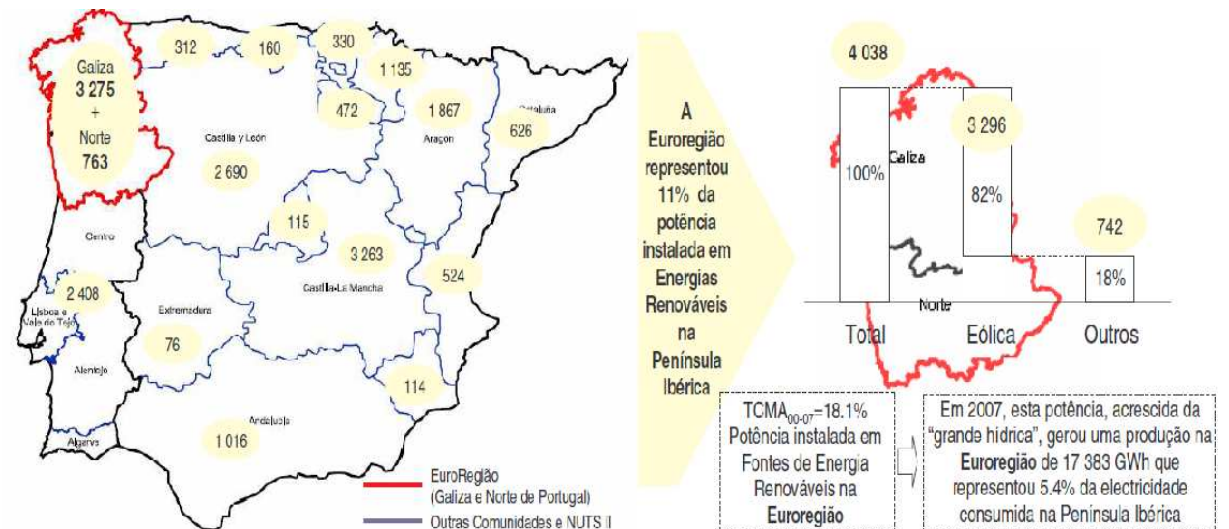 312
160
330
1 135
Galiza
3 275
+
Norte
763
472
1 867
Cataluña
626
Castilla y León
Aragon
2 690
115
Centro
3 263
524
2 408
Castilla-La Mancha
Lisboa e
Vale do Tejo
Extremadura
76
Alentejo
114
Andalucia
1 016
Algarve
EuroRegião
(Galiza e Norte de Portugal)
Outras Comunidades e NUTS II
A
Euroregião
representou
11% da
potência
instalada em
Energias
Renováveis
na
Península
Ibérica
4 038
3 296
Galiza
100%
82%
742
18%
Norte
Total
Eólica
Outros
TCMA00-07=18.1%
Potência instalada em
Fontes de Energia
Renováveis na
Euroregião
Em 2007, esta potência, acrescida da
“grande hídrica”, gerou uma produção na
Euroregião de 17 383 GWh que
representou 5.4% da electricidade
consumida na Península Ibérica